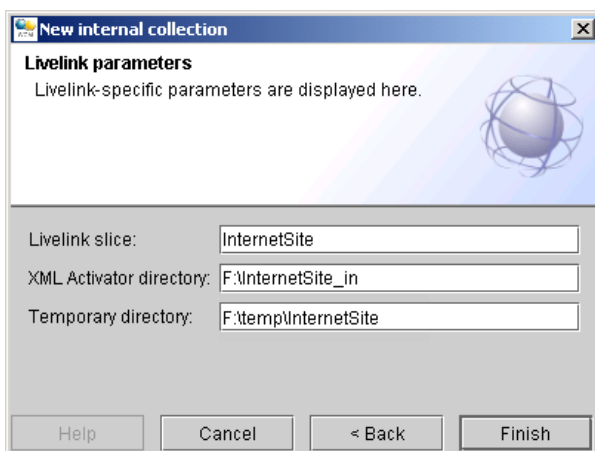 New internal collection
Livelink parameters
Livelink-specific parameters are displayed here.
Livelink slice: InternetSite
XML Activator directory: F:\InternetSite_in
Temporary directory: F:\temp\InternetSite
Help Cancel < Back Finish